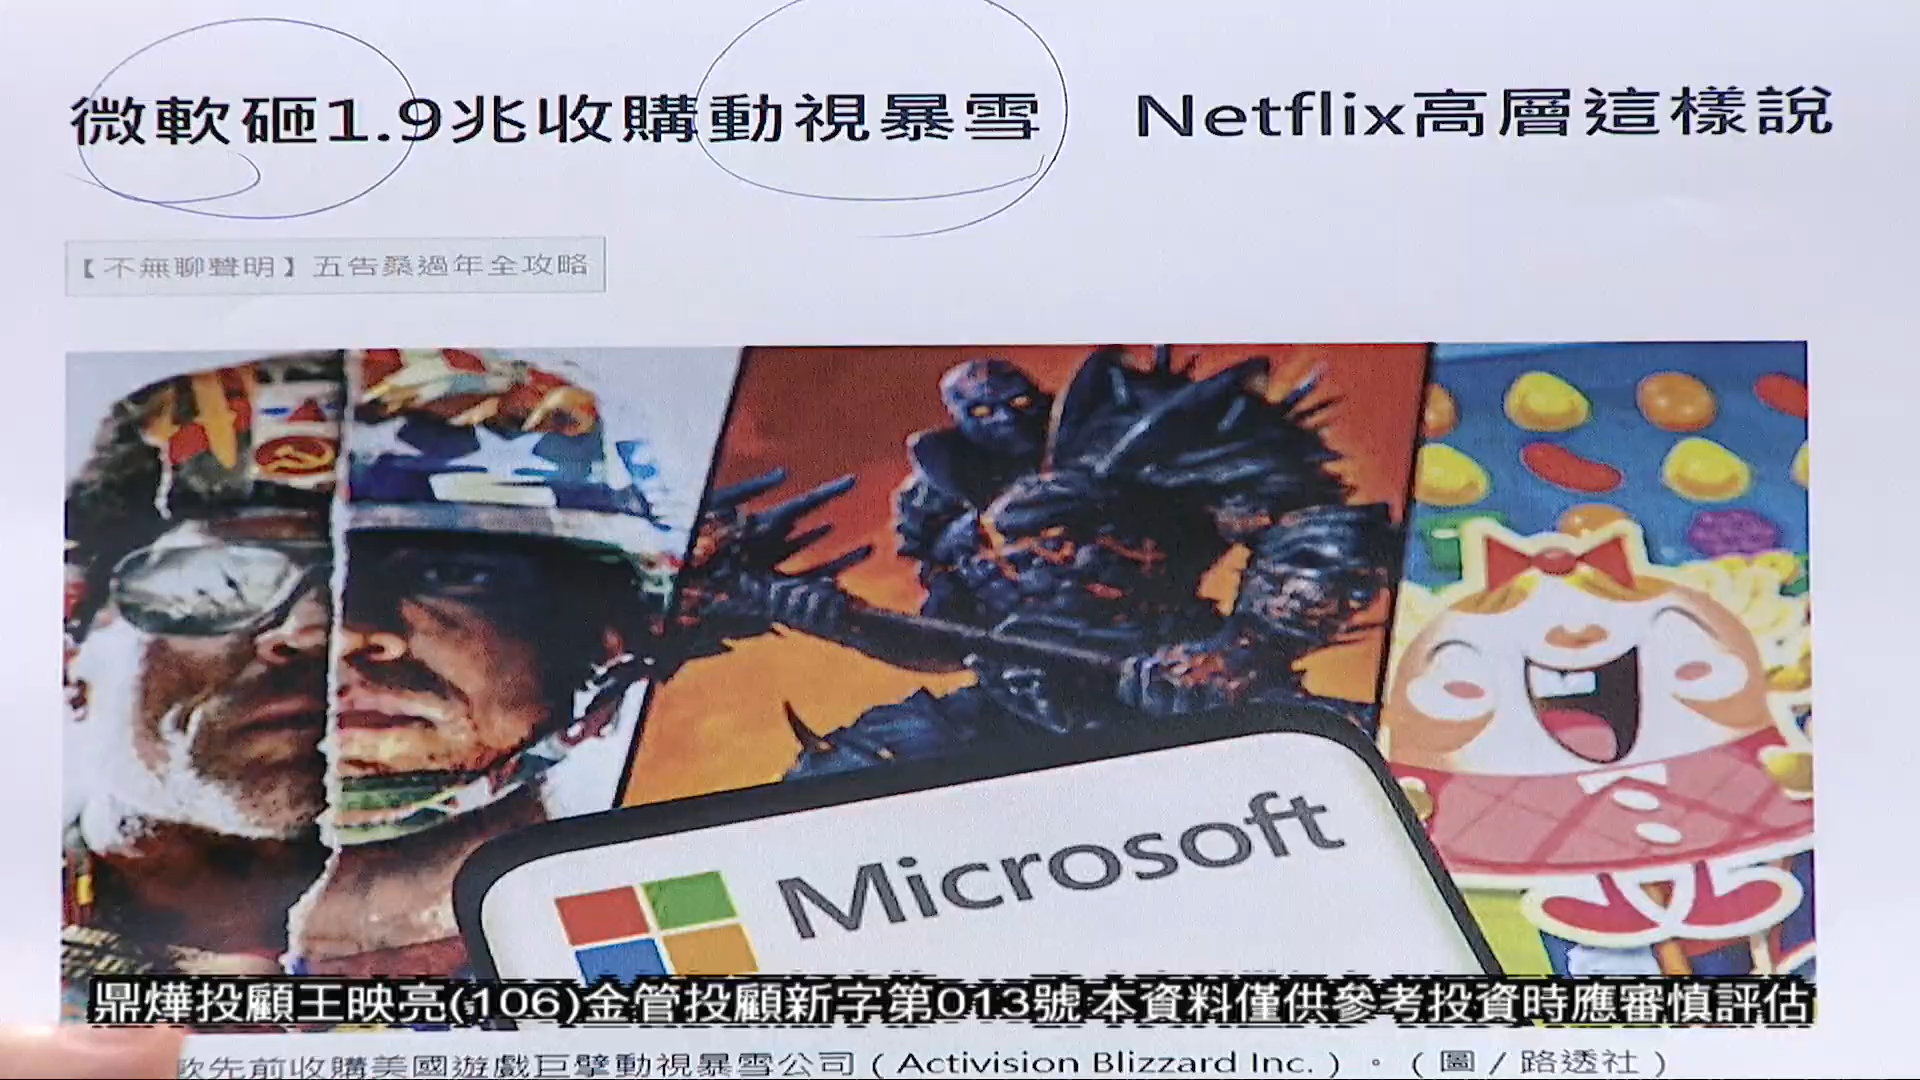 微軟砸1.9兆收購動視暴雪 Netflix高層這樣說
【不無聊聲明】五告桑過年全攻略
Microsoft
鼎燁投顧王映亮(106)金管投顧新字第013號本資料僅供參考投資時應審慎評估
軟先前收購美國遊戲巨擘動視暴雪公司（Activision Blizzard Inc.）。（圖/路透社）